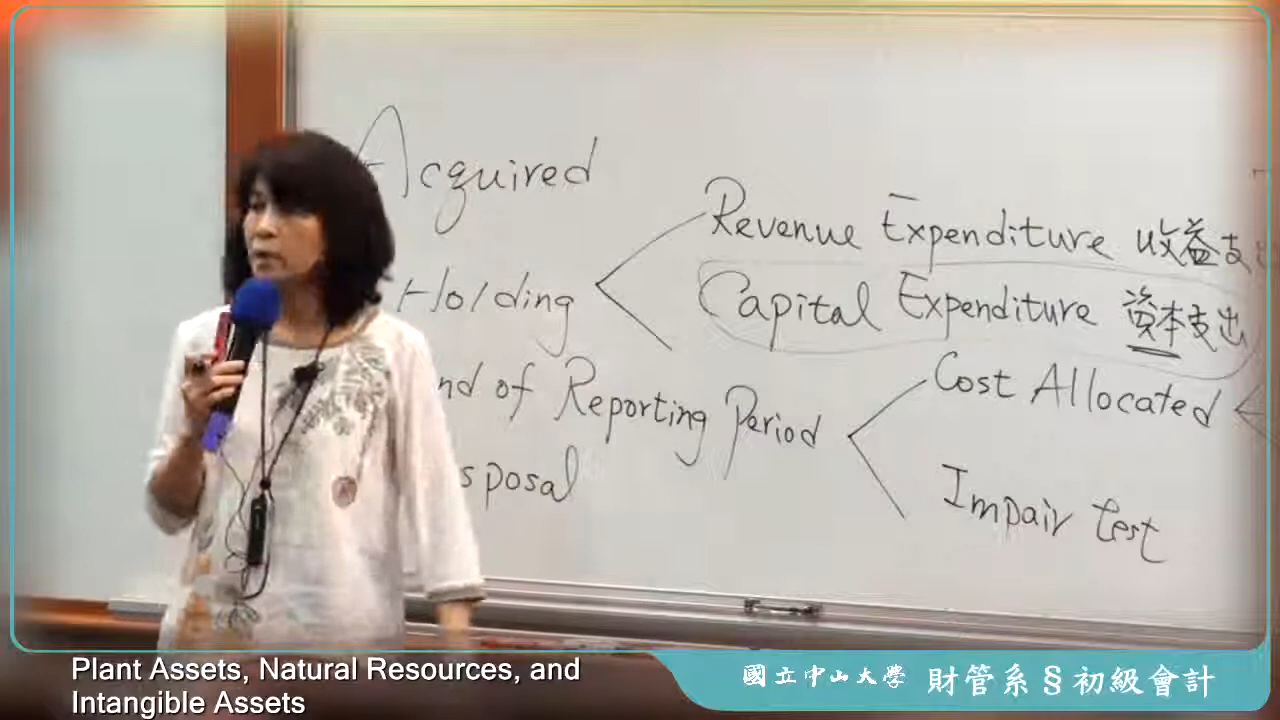 Acquired
Revenue Expenditure 收益支
Holding
Capital Expenditure 資本支出
nd of Reporting Period
Cost Allocated
sposal
Impair test
Plant Assets, Natural Resources, and
Intangible Assets
國立中山大學 財管系§初級會計